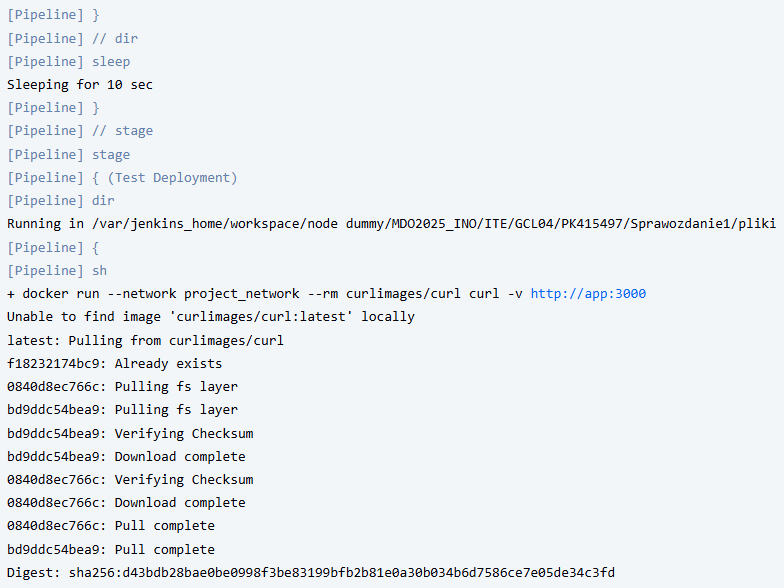 [Pipeline] }
[Pipeline] // dir
[Pipeline] sleep
Sleeping for 10 sec
[Pipeline] }
[Pipeline] // stage
[Pipeline] stage
[Pipeline] { (Test Deployment)
[Pipeline] dir
Running in /var/jenkins_home/workspace/node dummy/MDO2025_INO/ITE/GCL04/PK415497/Sprawozdanie1/pliki
[Pipeline] {
[Pipeline] sh
+ docker run --network project_network --rm curlimages/curl curl -v http://app:3000
Unable to find image 'curlimages/curl:latest' locally
latest: Pulling from curlimages/curl
f18232174bc9: Already exists
0840d8ec766c: Pulling fs layer
bd9ddc54bea9: Pulling fs layer
bd9ddc54bea9: Verifying Checksum
bd9ddc54bea9: Download complete
0840d8ec766c: Verifying Checksum
0840d8ec766c: Download complete
0840d8ec766c: Pull complete
bd9ddc54bea9: Pull complete
Digest: sha256:d43bdb28bae0be0998f3be83199bfb2b81e0a30b034b6d7586ce7e05de34c3fd